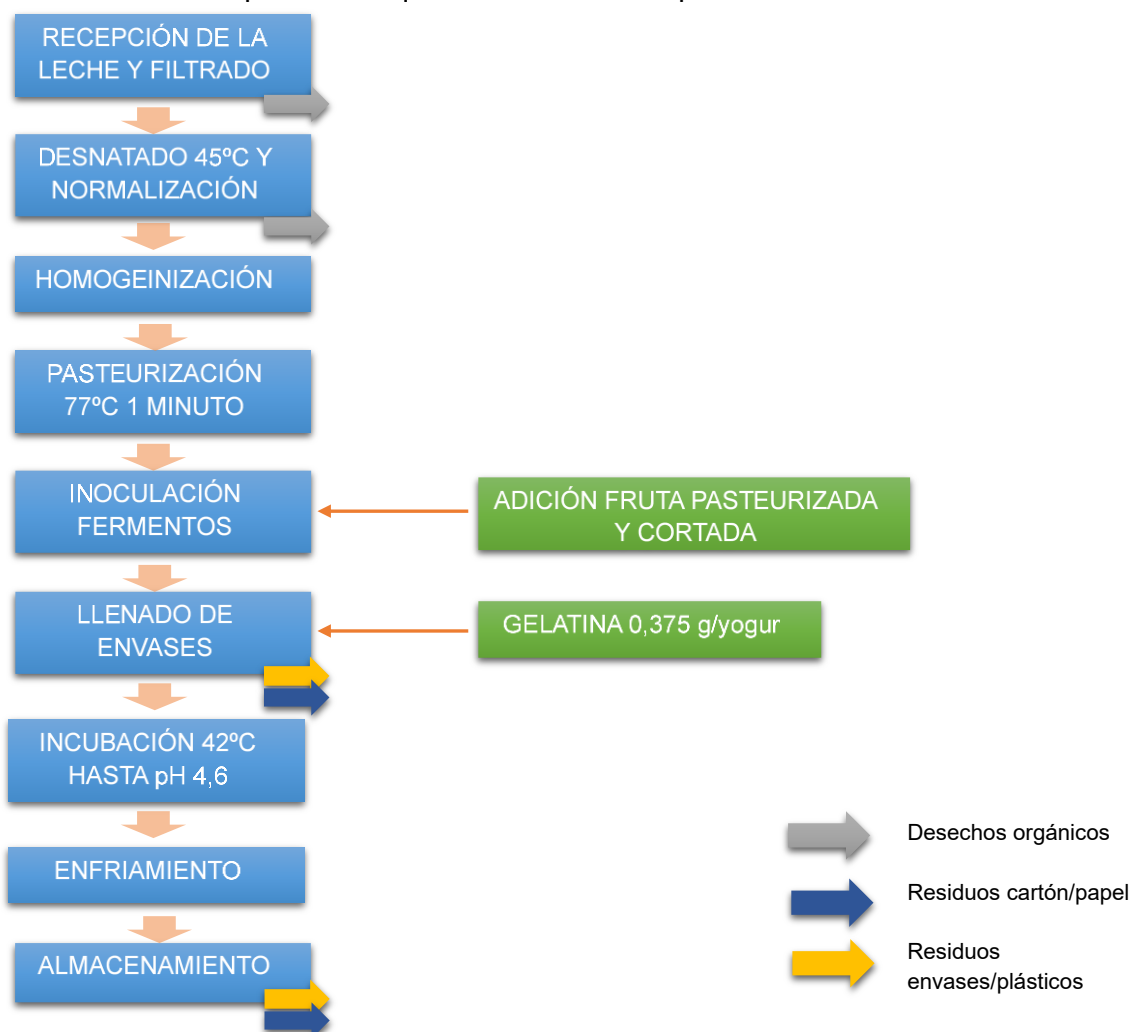 RECEPCIÓN DE LA
LECHE Y FILTRADO
DESNATADO 45ºC Y
NORMALIZACIÓN
HOMOGEINIZACIÓN
PASTEURIZACIÓN
77ºC 1 MINUTO
INOCULACIÓN
FERMENTOS
ADICIÓN FRUTA PASTEURIZADA
Y CORTADA
LLENADO DE
ENVASES
GELATINA 0,375 g/yogur
INCUBACIÓN 42ºC
HASTA pH 4,6
ENFRIAMIENTO
ALMACENAMIENTO
Desechos orgánicos
Residuos cartón/papel
Residuos
envases/plásticos